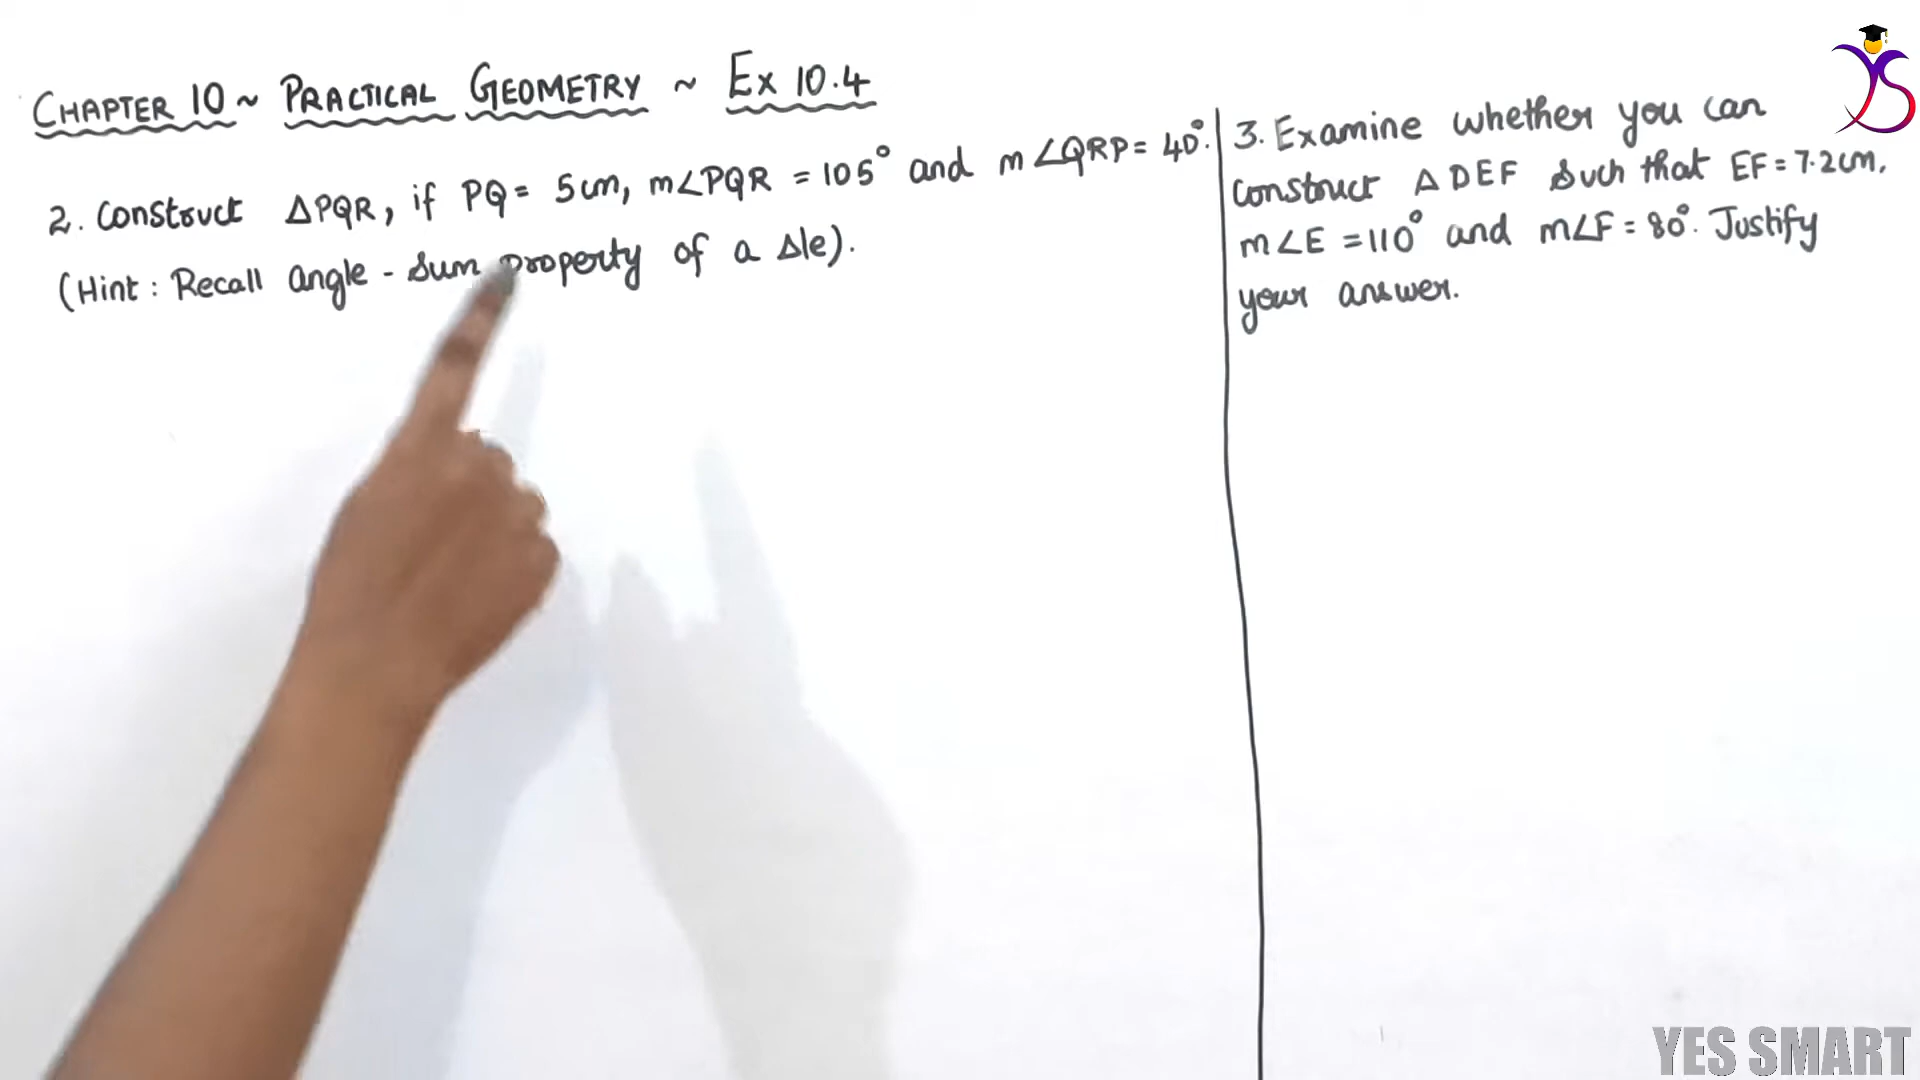 CHAPTER 10 ~ PRACTICAL GEOMETRY ~ Ex 10.4
2. Construct ΔPQR, if PQ = 5cm, m∠PQR = 105° and m∠QRP = 40°.
(Hint : Recall angle - Sum property of a Δle).
3. Examine whether you can
construct ΔDEF Such that EF = 7.2cm,
m∠E = 110° and m∠F = 80°. Justify
your answer.
YS
YES SMART